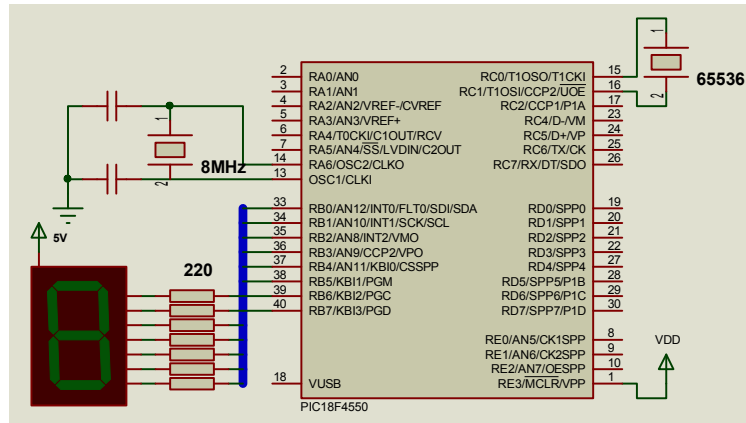 2 RA0/AN0 RC0/T1OSO/T1CKI 15
3 RA1/AN1 RC1/T1OSI/CCP2/UOE 16
4 RA2/AN2/VREF-/CVREF RC2/CCP1/P1A 17
5 RA3/AN3/VREF+ RC4/D-/VM 23
6 RA4/T0CKI/C1OUT/RCV RC5/D+/VP 24
7 RA5/AN4/SS/LVDIN/C2OUT RC6/TX/CK 25
14 RA6/OSC2/CLKO RC7/RX/DT/SDO 26
13 OSC1/CLKI
1
2
8MHz
1
2
65536
33 RB0/AN12/INT0/FLT0/SDI/SDA RD0/SPP0 19
34 RB1/AN10/INT1/SCK/SCL RD1/SPP1 20
35 RB2/AN8/INT2/VMO RD2/SPP2 21
36 RB3/AN9/CCP2/VPO RD3/SPP3 22
37 RB4/AN11/KBI0/CSSPP RD4/SPP4 27
38 RB5/KBI1/PGM RD5/SPP5/P1B 28
39 RB6/KBI2/PGC RD6/SPP6/P1C 29
40 RB7/KBI3/PGD RD7/SPP7/P1D 30
5V
220
8
RE0/AN5/CK1SPP 8
RE1/AN6/CK2SPP 9
RE2/AN7/OESPP 10
18 VUSB RE3/MCLR/VPP 1
VDD
PIC18F4550